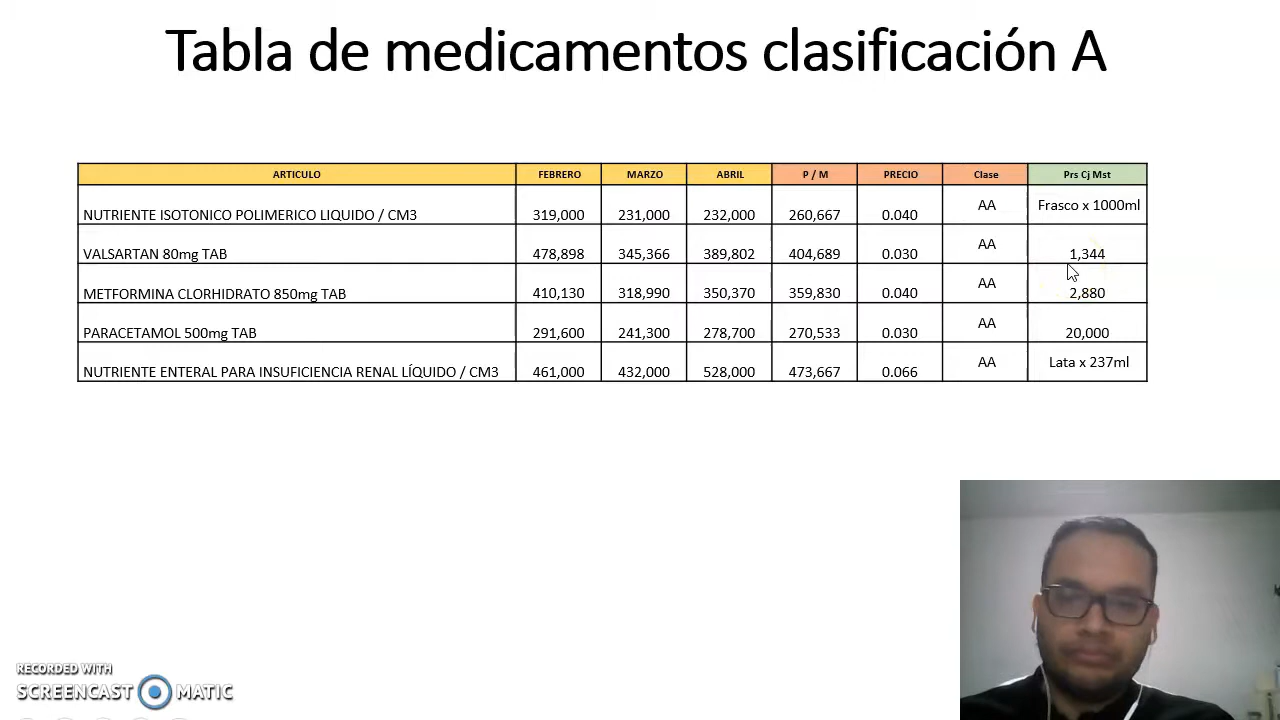 Tabla de medicamentos clasificación A
ARTICULO FEBRERO MARZO ABRIL P / M PRECIO Clase Prs Cj Mst
NUTRIENTE ISOTONICO POLIMERICO LIQUIDO / CM3 319,000 231,000 232,000 260,667 0.040 AA Frasco x 1000ml
VALSARTAN 80mg TAB 478,898 345,366 389,802 404,689 0.030 AA 1,344
METFORMINA CLORHIDRATO 850mg TAB 410,130 318,990 350,370 359,830 0.040 AA 2,880
PARACETAMOL 500mg TAB 291,600 241,300 278,700 270,533 0.030 AA 20,000
NUTRIENTE ENTERAL PARA INSUFICIENCIA RENAL LÍQUIDO / CM3 461,000 432,000 528,000 473,667 0.066 AA Lata x 237ml
RECORDED WITH
SCREENCAST MATIC